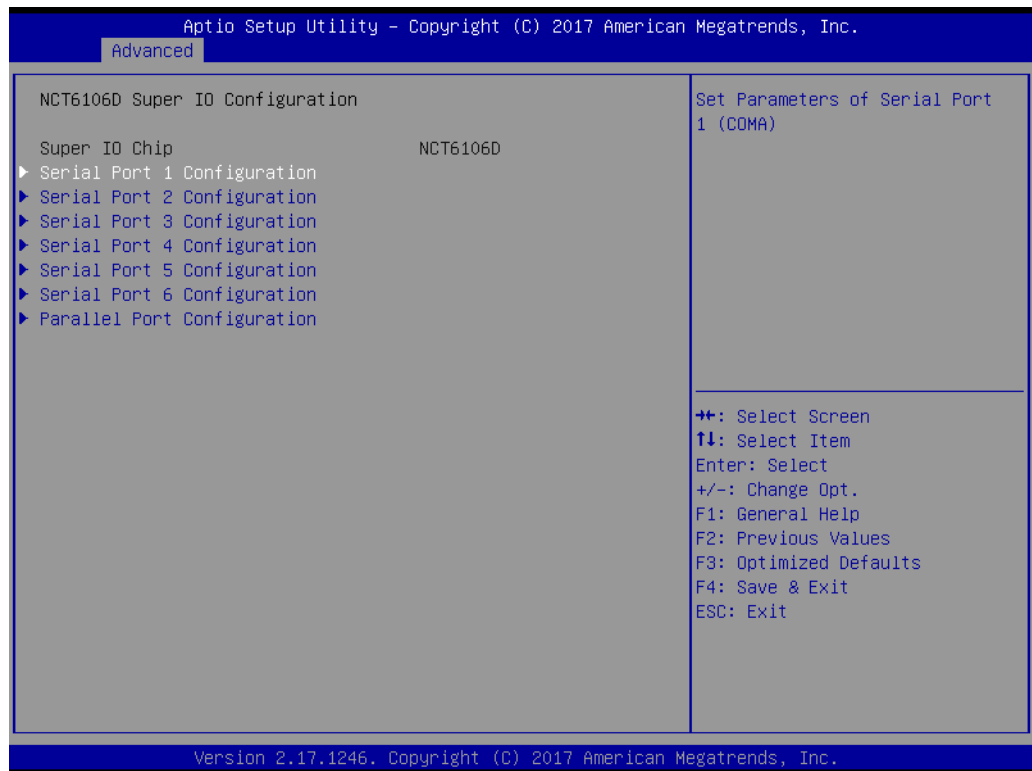 Aptio Setup Utility – Copyright (C) 2017 American Megatrends, Inc.
Advanced
NCT6106D Super IO Configuration
Super IO Chip NCT6106D
▶ Serial Port 1 Configuration
▶ Serial Port 2 Configuration
▶ Serial Port 3 Configuration
▶ Serial Port 4 Configuration
▶ Serial Port 5 Configuration
▶ Serial Port 6 Configuration
▶ Parallel Port Configuration
Set Parameters of Serial Port
1 (COMA)
→←: Select Screen
↑↓: Select Item
Enter: Select
+/-: Change Opt.
F1: General Help
F2: Previous Values
F3: Optimized Defaults
F4: Save & Exit
ESC: Exit
Version 2.17.1246. Copyright (C) 2017 American Megatrends, Inc.